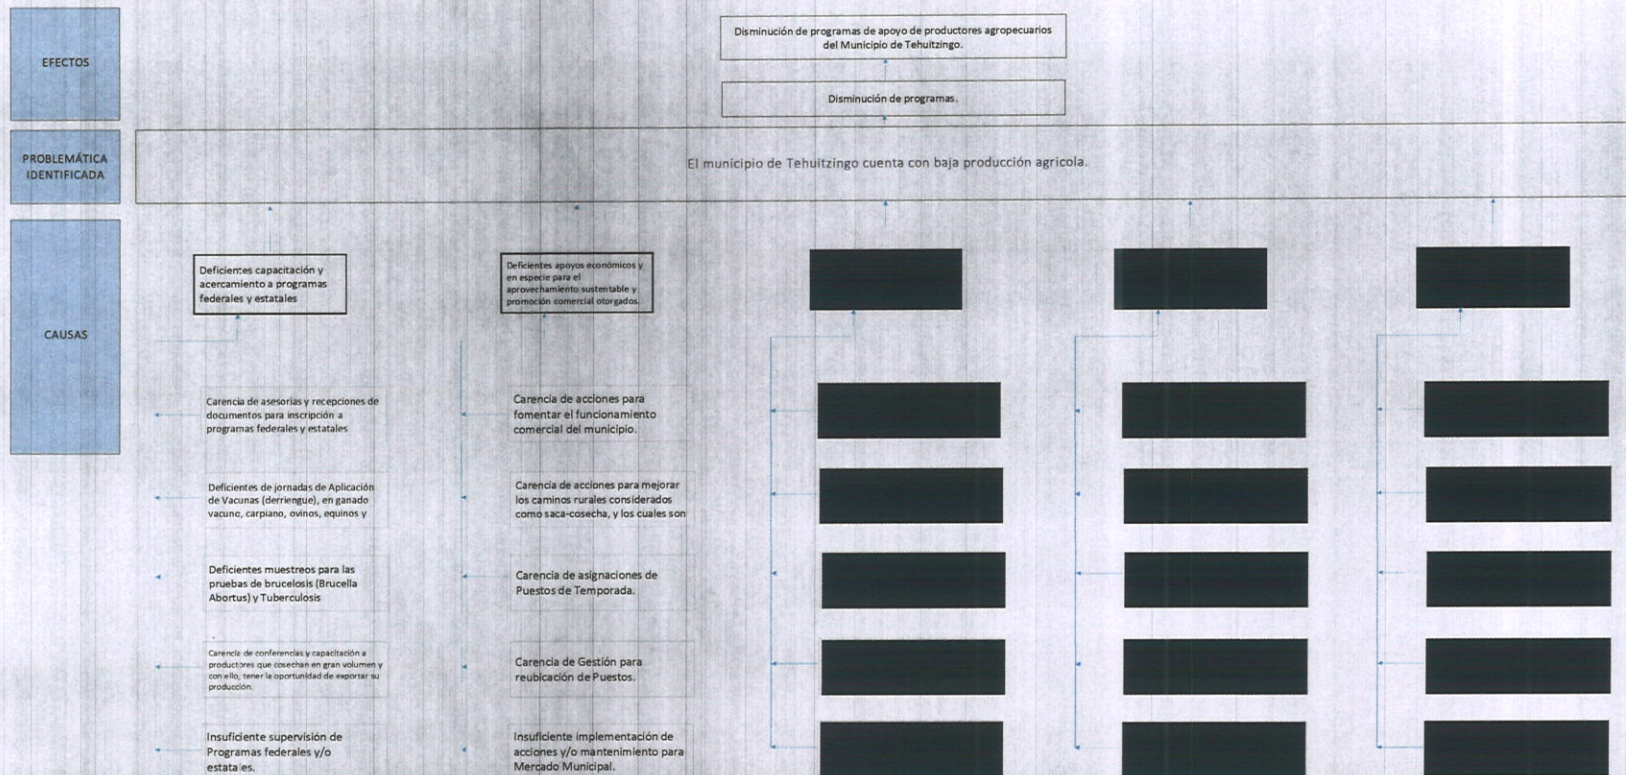 EFECTOS
Disminución de programas de apoyo de productores agropecuarios
del Municipio de Tehuitzingo.
Disminución de programas.
PROBLEMÁTICA
IDENTIFICADA
El municipio de Tehuitzingo cuenta con baja producción agricola.
CAUSAS
Deficientes capacitación y
acercamiento a programas
federales y estatales
Carencia de asesorias y recepciones de
documentos para inscripción a
programas federales y estatales
Deficientes de jornadas de Aplicación
de Vacunas (derriengue), en ganado
vacuno, carpiano, ovinos, equinos y
Deficientes muestreos para las
pruebas de brucelosis (Brucella
Abortus) y Tuberculosis
Carencia de conferencias y capacitación a
productores que cosechan en gran volumen y
con ello, tener la oportunidad de exportar su
producción.
Insuficiente supervisión de
Programas federales y/o
estatales.
Deficientes apoyos económicos y
en especie para el
aprovechamiento sustentable y
promoción comercial otorgados.
Carencia de acciones para
fomentar el funcionamiento
comercial del municipio.
Carencia de acciones para mejorar
los caminos rurales considerados
como saca-cosecha, y los cuales son
Carencia de asignaciones de
Puestos de Temporada.
Carencia de Gestión para
reubicación de Puestos.
Insuficiente implementación de
acciones y/o mantenimiento para
Mercado Municipal.